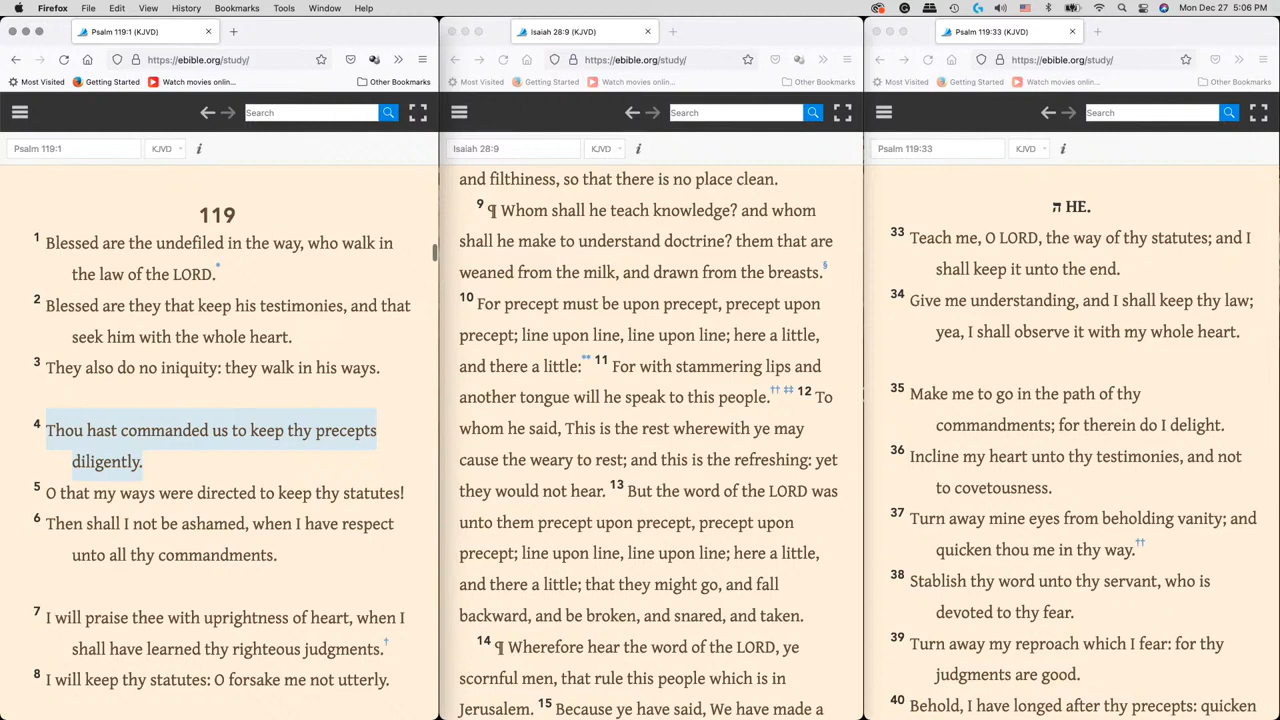 Firefox File Edit View History Bookmarks Tools Window Help Mon Dec 27 5:06 PM
Psalm 119:1 (KJVD)
https://ebible.org/study/
Most Visited Getting Started Watch movies onlin... Other Bookmarks
Search
Psalm 119:1 KJVD i
119
1 Blessed are the undefiled in the way, who walk in
the law of the LORD.*
2 Blessed are they that keep his testimonies, and that
seek him with the whole heart.
3 They also do no iniquity: they walk in his ways.
4 Thou hast commanded us to keep thy precepts
diligently.
5 O that my ways were directed to keep thy statutes!
6 Then shall I not be ashamed, when I have respect
unto all thy commandments.
7 I will praise thee with uprightness of heart, when I
shall have learned thy righteous judgments.†
8 I will keep thy statutes: O forsake me not utterly.
Isaiah 28:9 (KJVD)
https://ebible.org/study/
Most Visited Getting Started Watch movies onlin... Other Bookmarks
Search
Isaiah 28:9 KJVD i
and filthiness, so that there is no place clean.
9 ¶ Whom shall he teach knowledge? and whom
shall he make to understand doctrine? them that are
weaned from the milk, and drawn from the breasts.§
10 For precept must be upon precept, precept upon
precept; line upon line, line upon line; here a little,
and there a little:** 11 For with stammering lips and
another tongue will he speak to this people.†† ‡‡ 12 To
whom he said, This is the rest wherewith ye may
cause the weary to rest; and this is the refreshing: yet
they would not hear. 13 But the word of the LORD was
unto them precept upon precept, precept upon
precept; line upon line, line upon line; here a little,
and there a little; that they might go, and fall
backward, and be broken, and snared, and taken.
14 ¶ Wherefore hear the word of the LORD, ye
scornful men, that rule this people which is in
Jerusalem. 15 Because ye have said, We have made a
Psalm 119:33 (KJVD)
https://ebible.org/study/
Most Visited Getting Started Watch movies onlin... Other Bookmarks
Search
Psalm 119:33 KJVD i
ה HE.
33 Teach me, O LORD, the way of thy statutes; and I
shall keep it unto the end.
34 Give me understanding, and I shall keep thy law;
yea, I shall observe it with my whole heart.
35 Make me to go in the path of thy
commandments; for therein do I delight.
36 Incline my heart unto thy testimonies, and not
to covetousness.
37 Turn away mine eyes from beholding vanity; and
quicken thou me in thy way.††
38 Stablish thy word unto thy servant, who is
devoted to thy fear.
39 Turn away my reproach which I fear: for thy
judgments are good.
40 Behold, I have longed after thy precepts: quicken